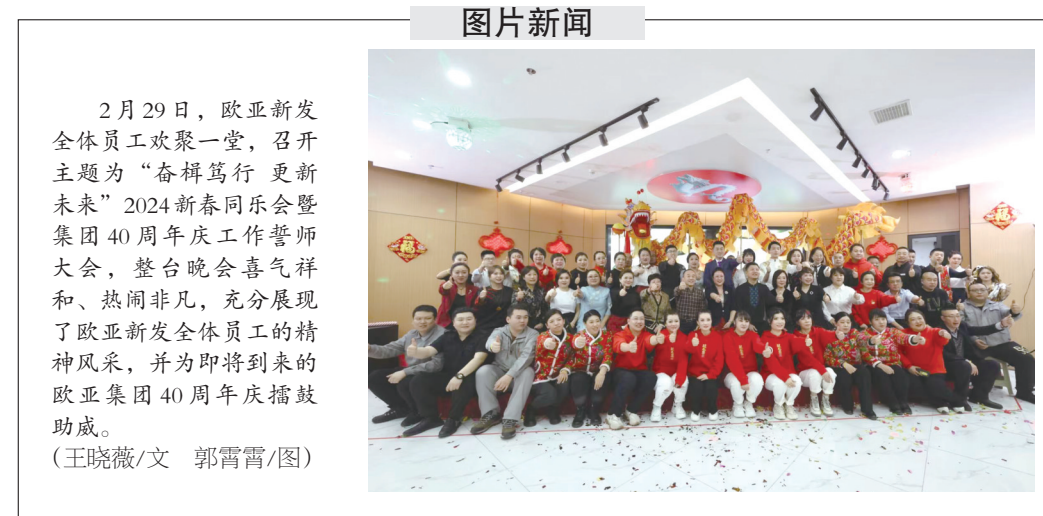 图片新闻
2月29日，欧亚新发
全体员工欢聚一堂，召开
主题为“奋楫笃行 更新
未来”2024新春同乐会暨
集团40周年庆工作誓师
大会，整台晚会喜气祥
和、热闹非凡，充分展现
了欧亚新发全体员工的精
神风采，并为即将到来的
欧亚集团40周年庆擂鼓
助威。
（王晓薇/文 郭霄霄/图）
福
福